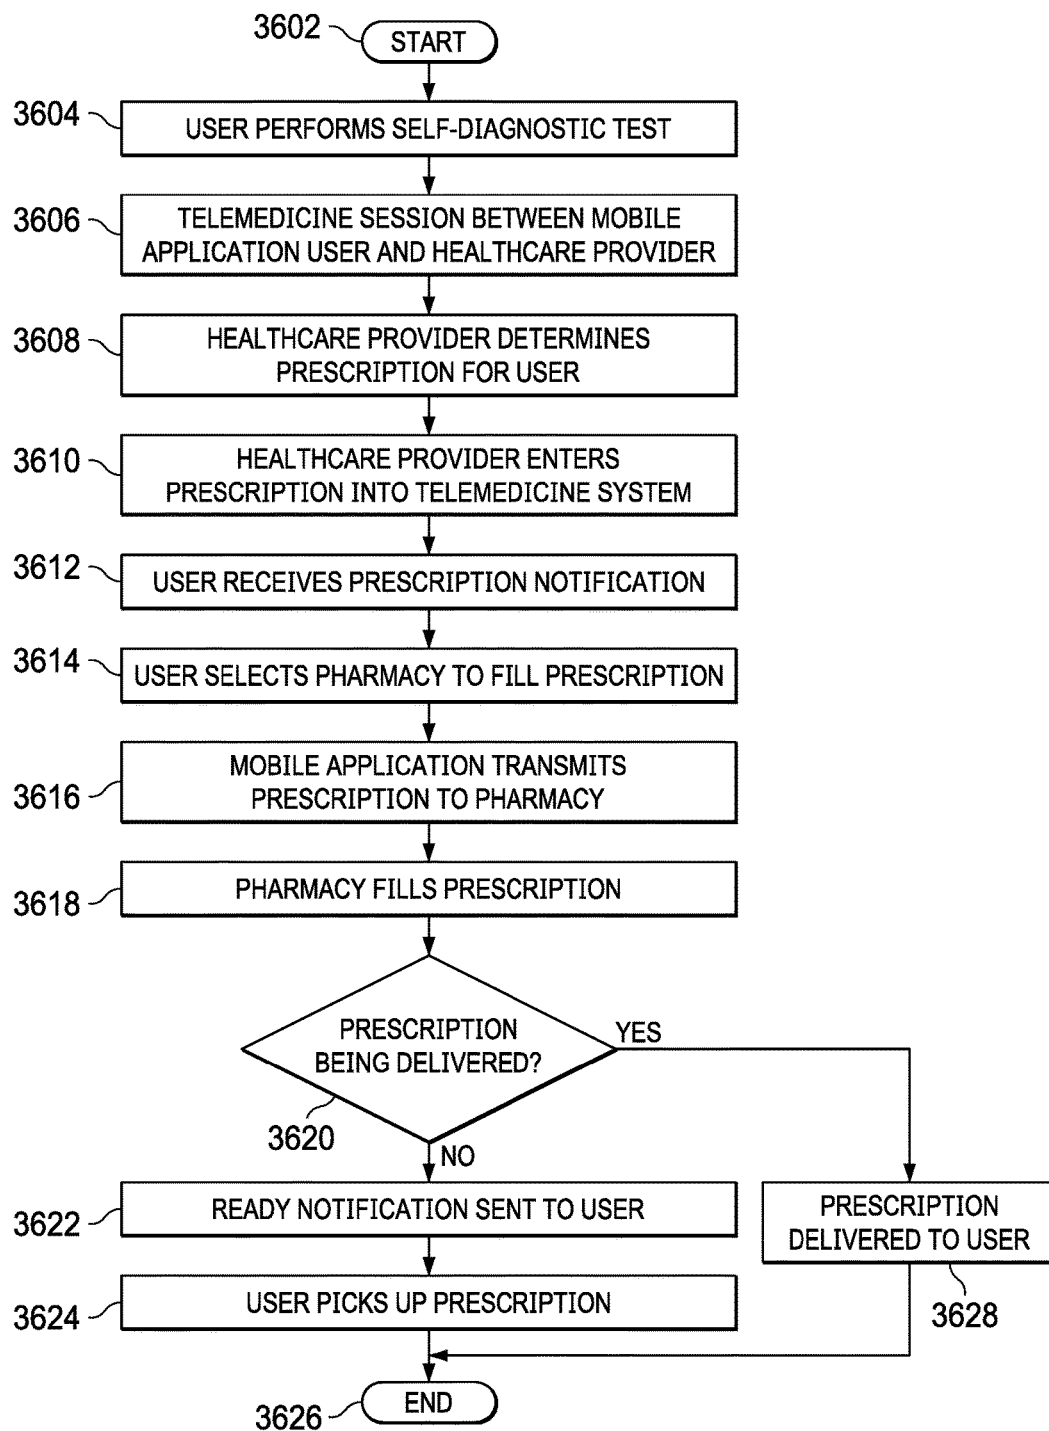 3602
START
3604
USER PERFORMS SELF-DIAGNOSTIC TEST
3606
TELEMEDICINE SESSION BETWEEN MOBILE
APPLICATION USER AND HEALTHCARE PROVIDER
3608
HEALTHCARE PROVIDER DETERMINES
PRESCRIPTION FOR USER
3610
HEALTHCARE PROVIDER ENTERS
PRESCRIPTION INTO TELEMEDICINE SYSTEM
3612
USER RECEIVES PRESCRIPTION NOTIFICATION
3614
USER SELECTS PHARMACY TO FILL PRESCRIPTION
3616
MOBILE APPLICATION TRANSMITS
PRESCRIPTION TO PHARMACY
3618
PHARMACY FILLS PRESCRIPTION
PRESCRIPTION
BEING DELIVERED?
YES
3620
NO
3622
READY NOTIFICATION SENT TO USER
PRESCRIPTION
DELIVERED TO USER
3628
3624
USER PICKS UP PRESCRIPTION
END
3626